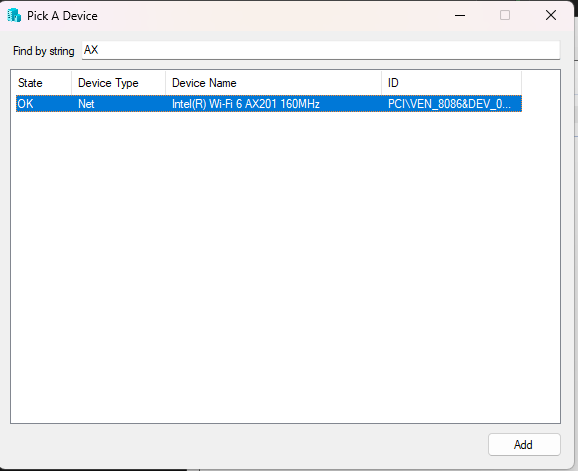 Pick A Device
Find by string AX
State Device Type Device Name ID
OK Net Intel(R) Wi-Fi 6 AX201 160MHz PCI\VEN_8086&DEV_0...
Add